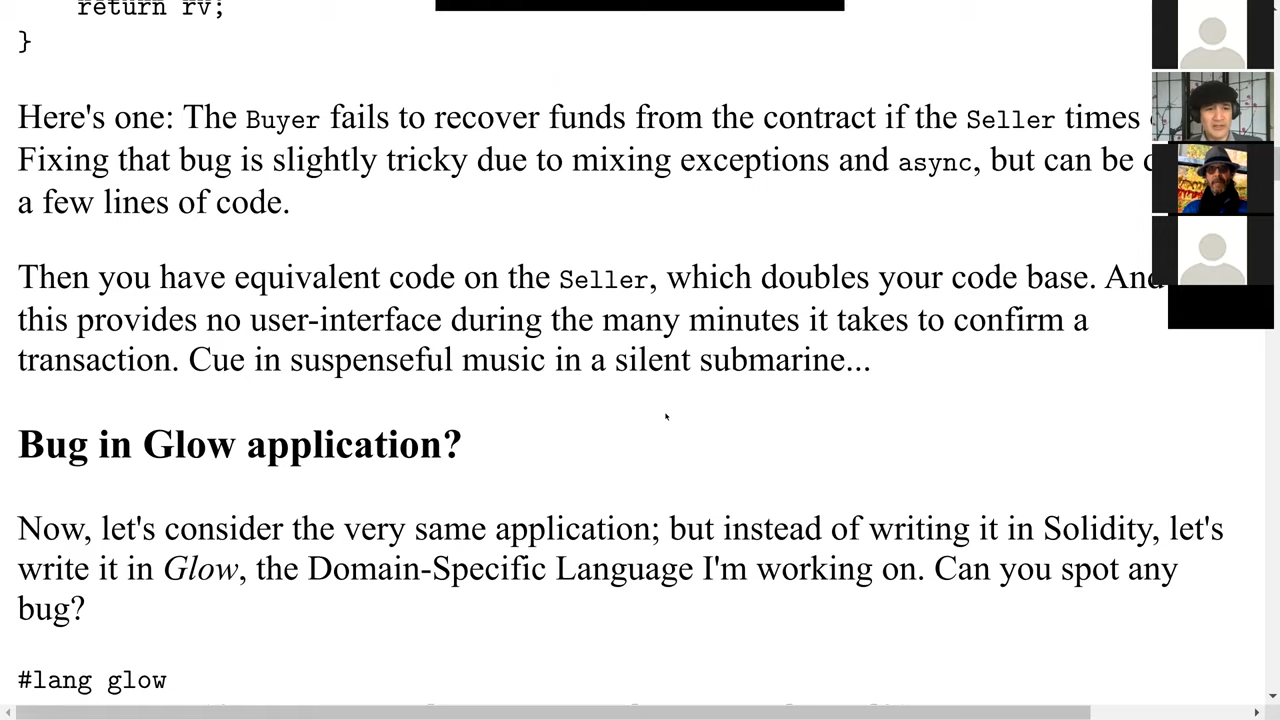 return rv;
}
Here's one: The Buyer fails to recover funds from the contract if the Seller times
Fixing that bug is slightly tricky due to mixing exceptions and async, but can be
a few lines of code.
Then you have equivalent code on the Seller, which doubles your code base. And
this provides no user-interface during the many minutes it takes to confirm a
transaction. Cue in suspenseful music in a silent submarine...
Bug in Glow application?
Now, let's consider the very same application; but instead of writing it in Solidity, let's
write it in Glow, the Domain-Specific Language I'm working on. Can you spot any
bug?
#lang glow